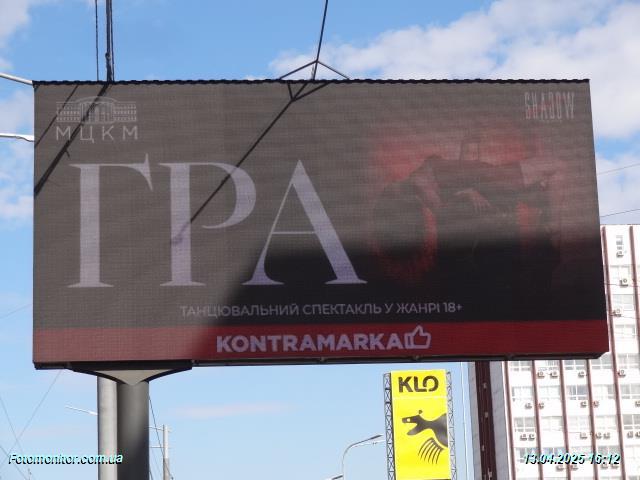 МЦКМ
SHADOW
ГРА
ТАНЦЮВАЛЬНИЙ СПЕКТАКЛЬ У ЖАНРІ 18+
KONTRAMARKA
KLO
Fotomonitor.com.ua
13.04.2025 16:12